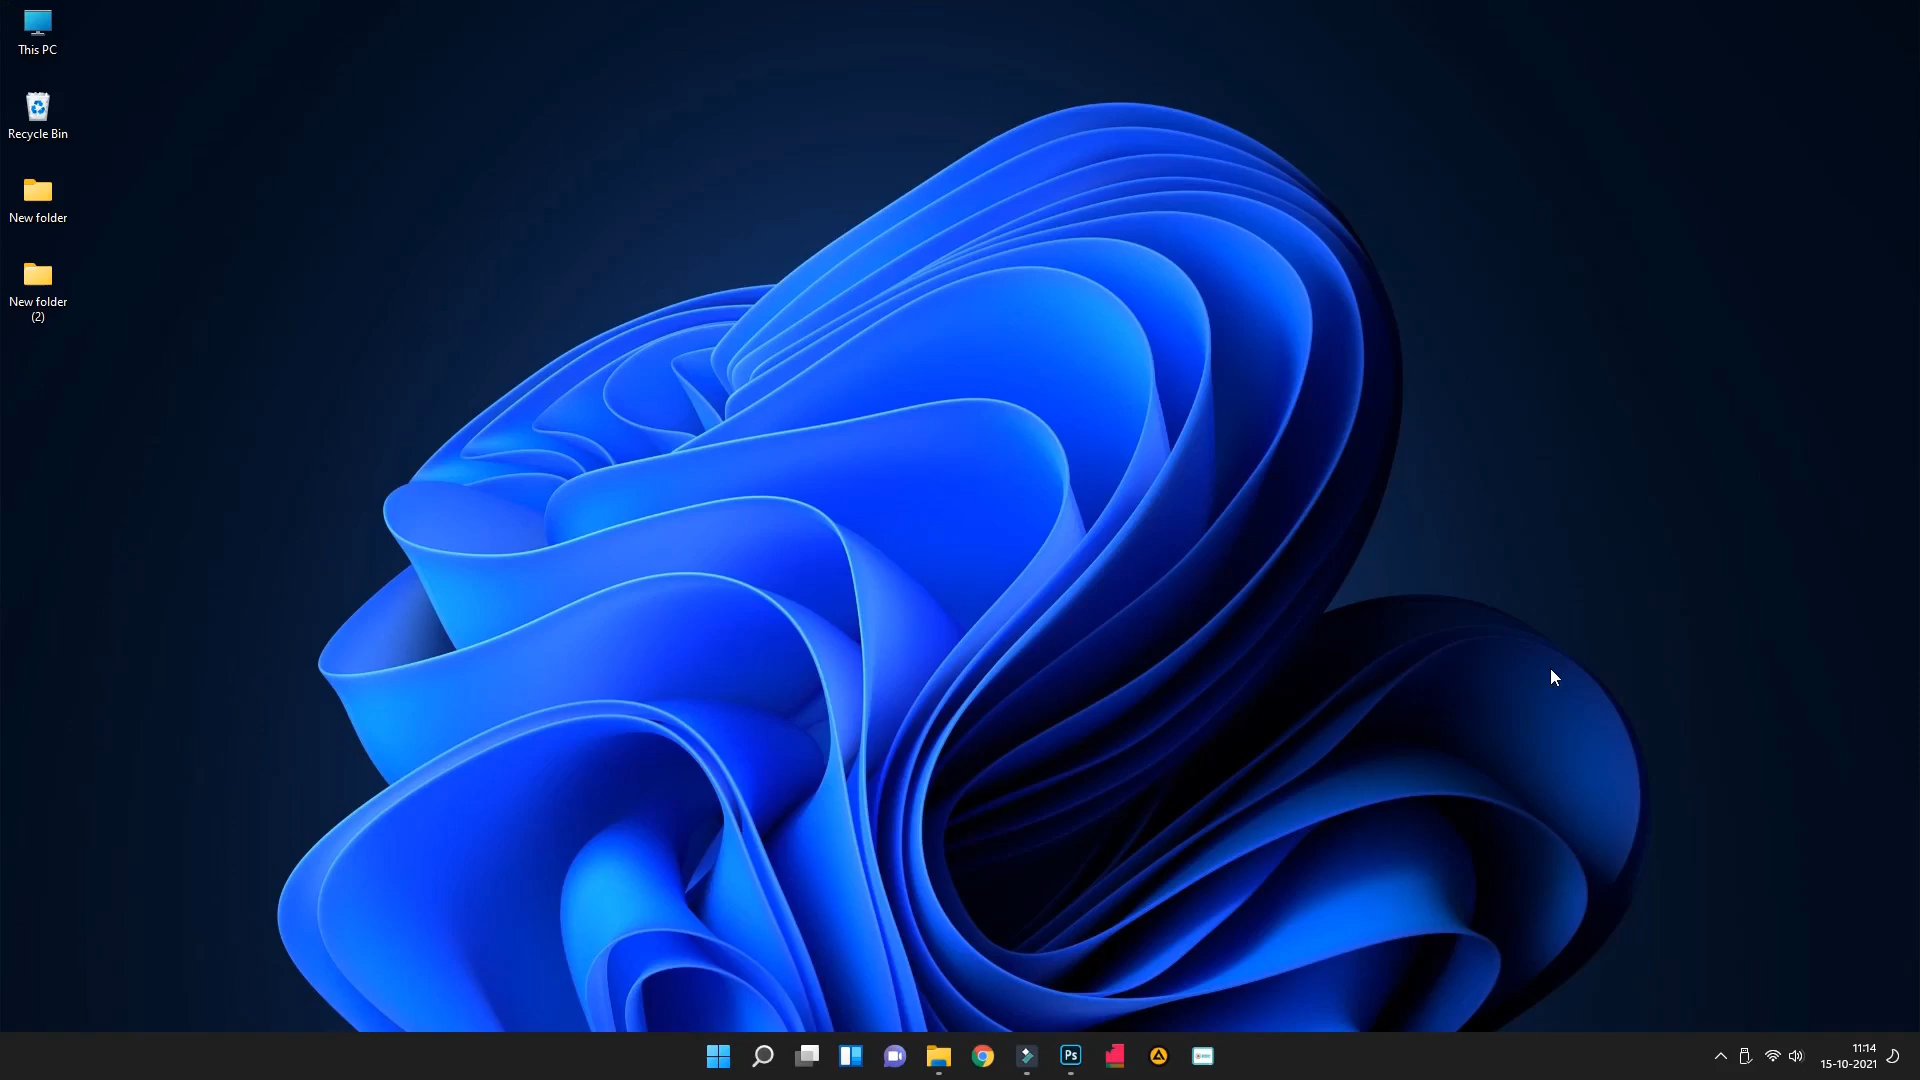 This PC
Recycle Bin
New folder
New folder
(2)
Ps
11:14
15-10-2021